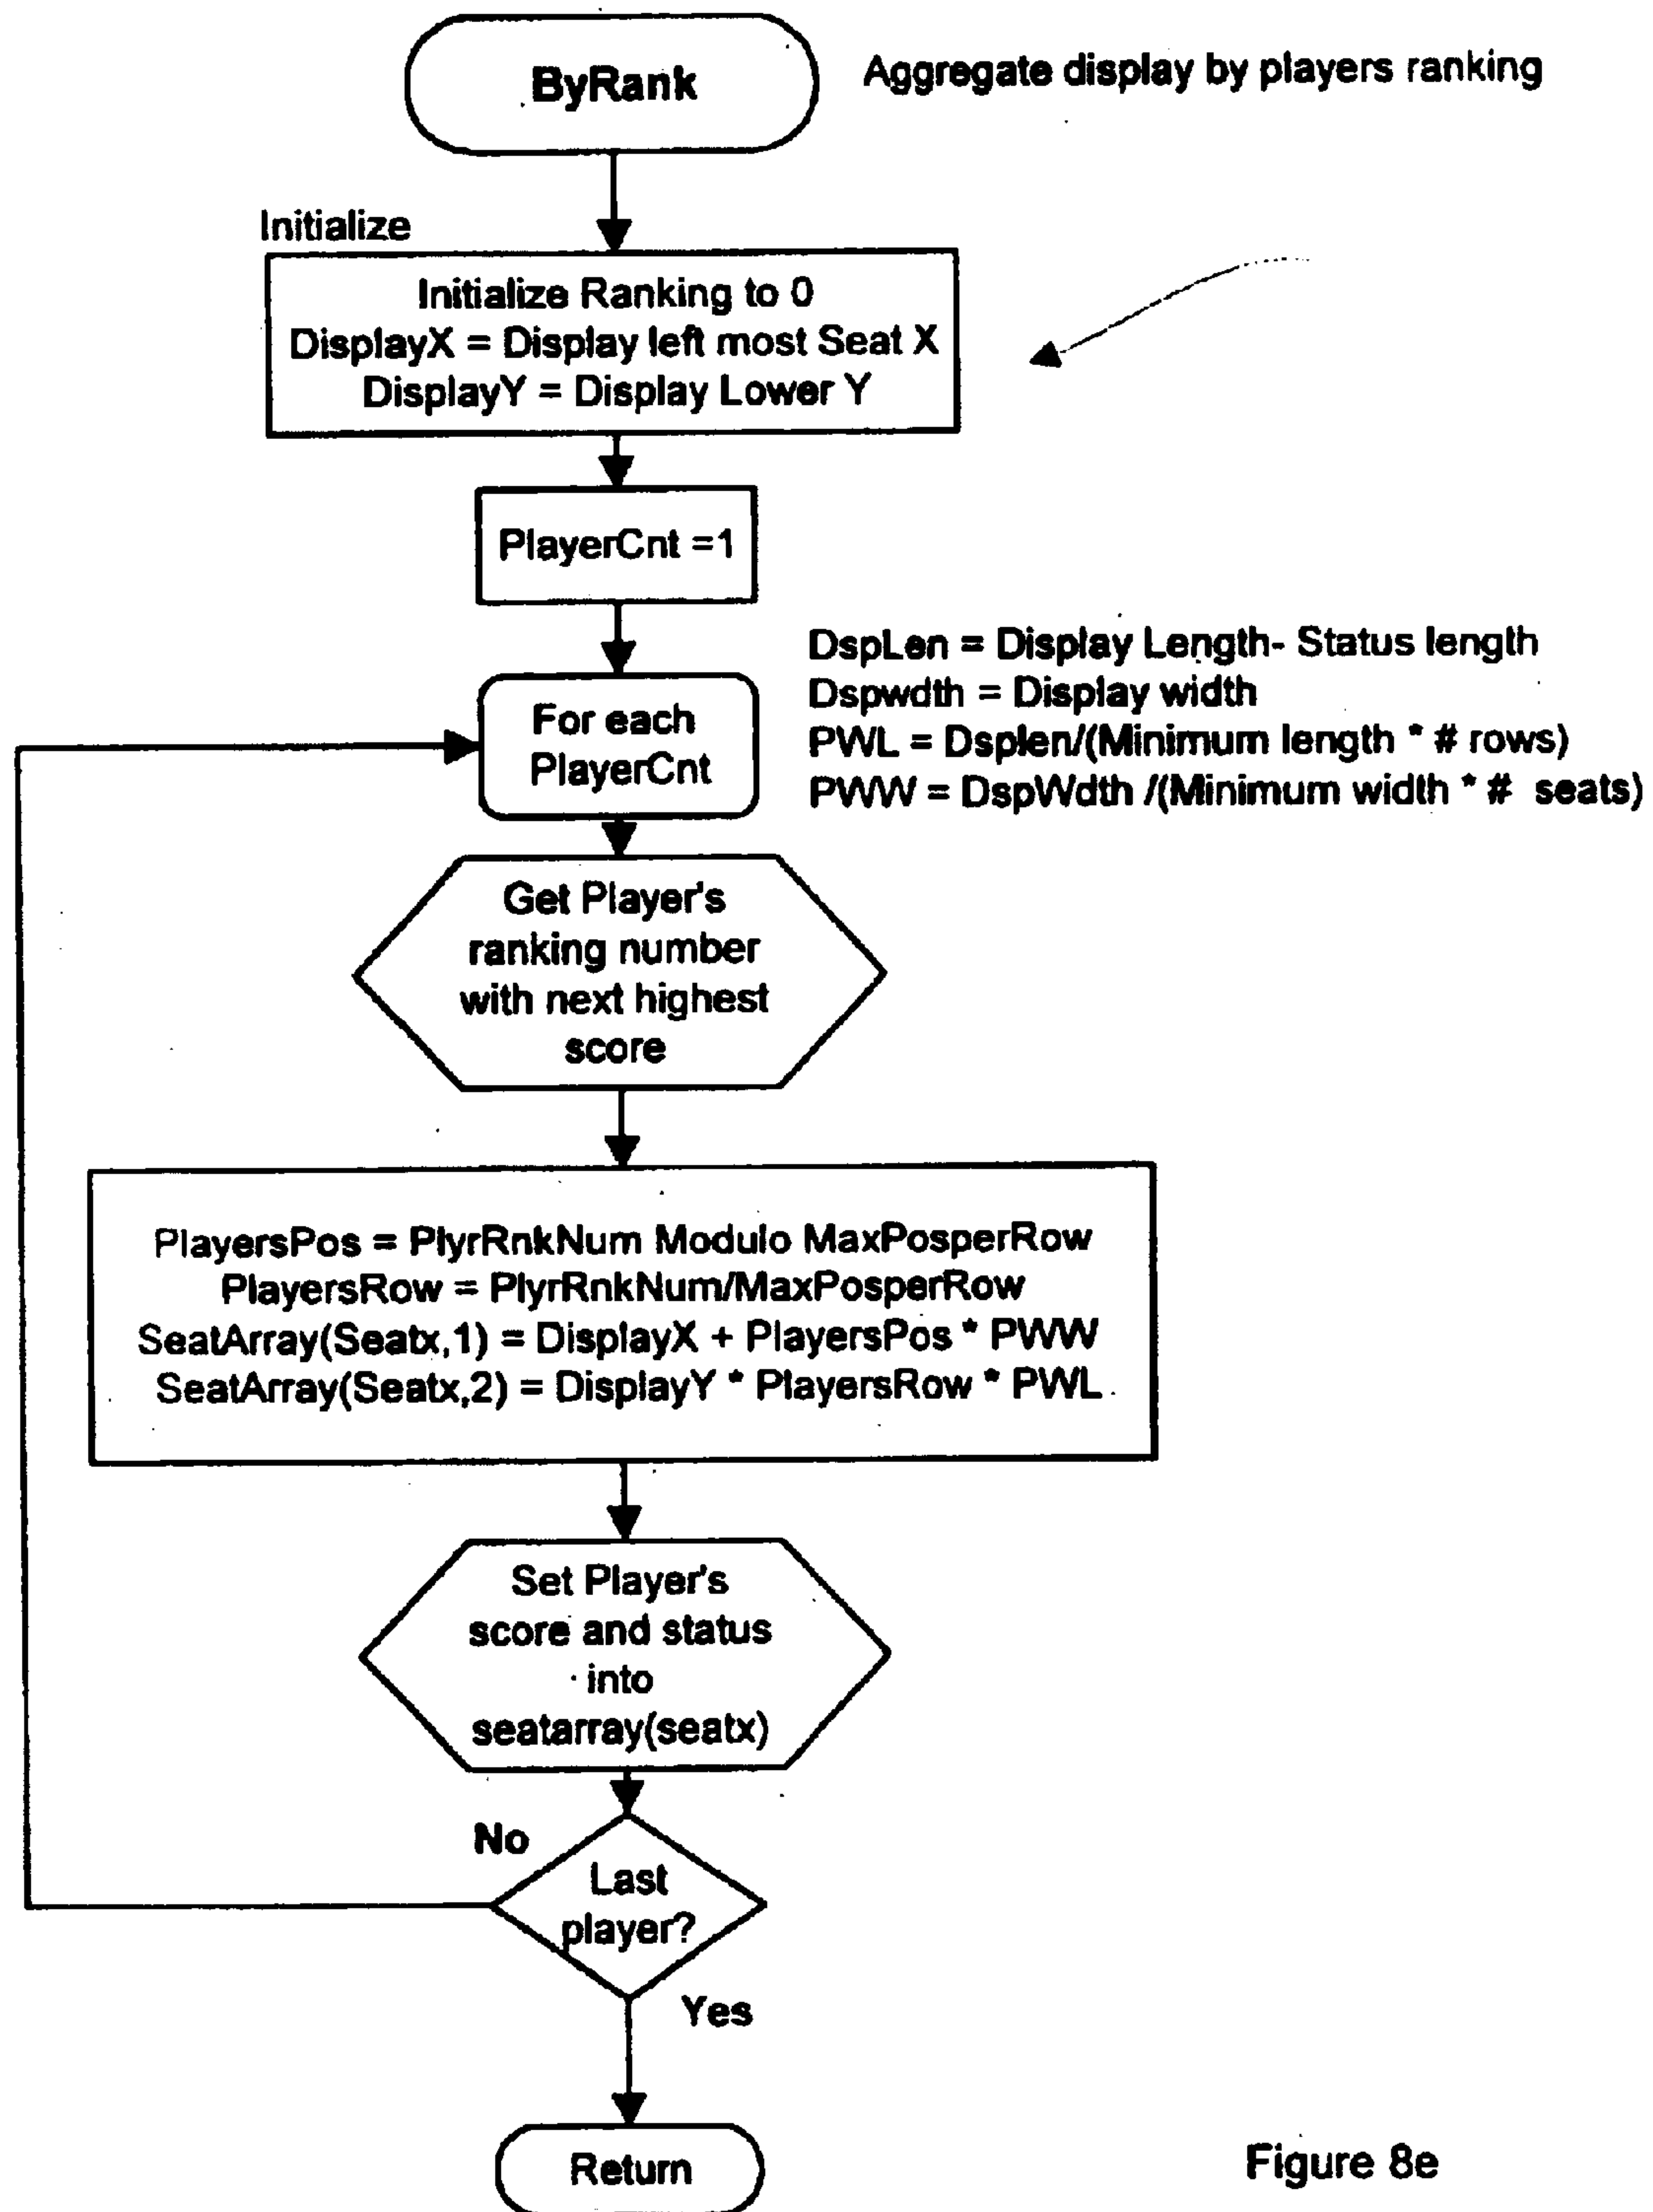 ByRank
Aggregate display by players ranking
Initialize
Initialize Ranking to 0
DisplayX = Display left most Seat X
DisplayY = Display Lower Y
PlayerCnt =1
For each
PlayerCnt
DspLen = Display Length- Status length
Dspwdth = Display width
PWL = Dsplen/(Minimum length * # rows)
PWW = DspWdth /(Minimum width * # seats)
Get Player's
ranking number
with next highest
score
PlayersPos = PlyrRnkNum Modulo MaxPosperRow
PlayersRow = PlyrRnkNum/MaxPosperRow
SeatArray(Seatx,1) = DisplayX + PlayersPos * PWW
SeatArray(Seatx,2) = DisplayY * PlayersRow * PWL
Set Player's
score and status
into
seatarray(seatx)
No
Last
player?
Yes
Return
Figure 8e